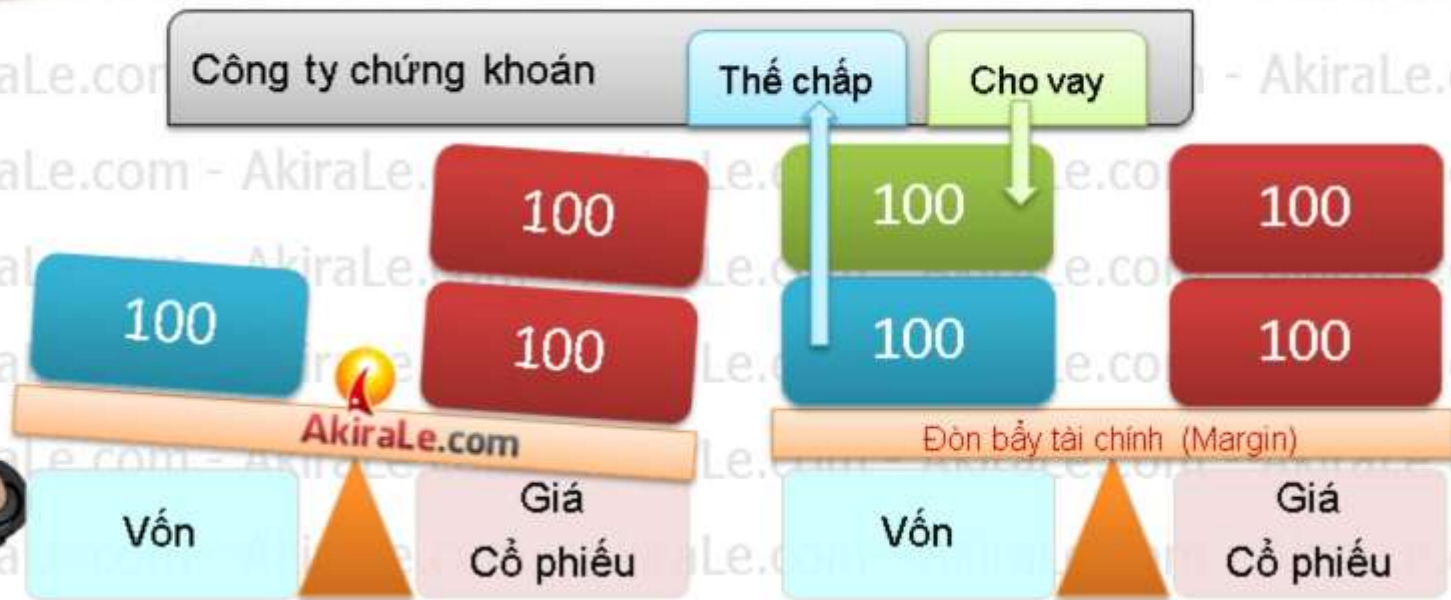 Công ty chứng khoán
Thế chấp
Cho vay
100
100
100
100
100
100
100
AkiraLe.com
Đòn bẩy tài chính (Margin)
Vốn
Giá
Cổ phiếu
Vốn
Giá
Cổ phiếu